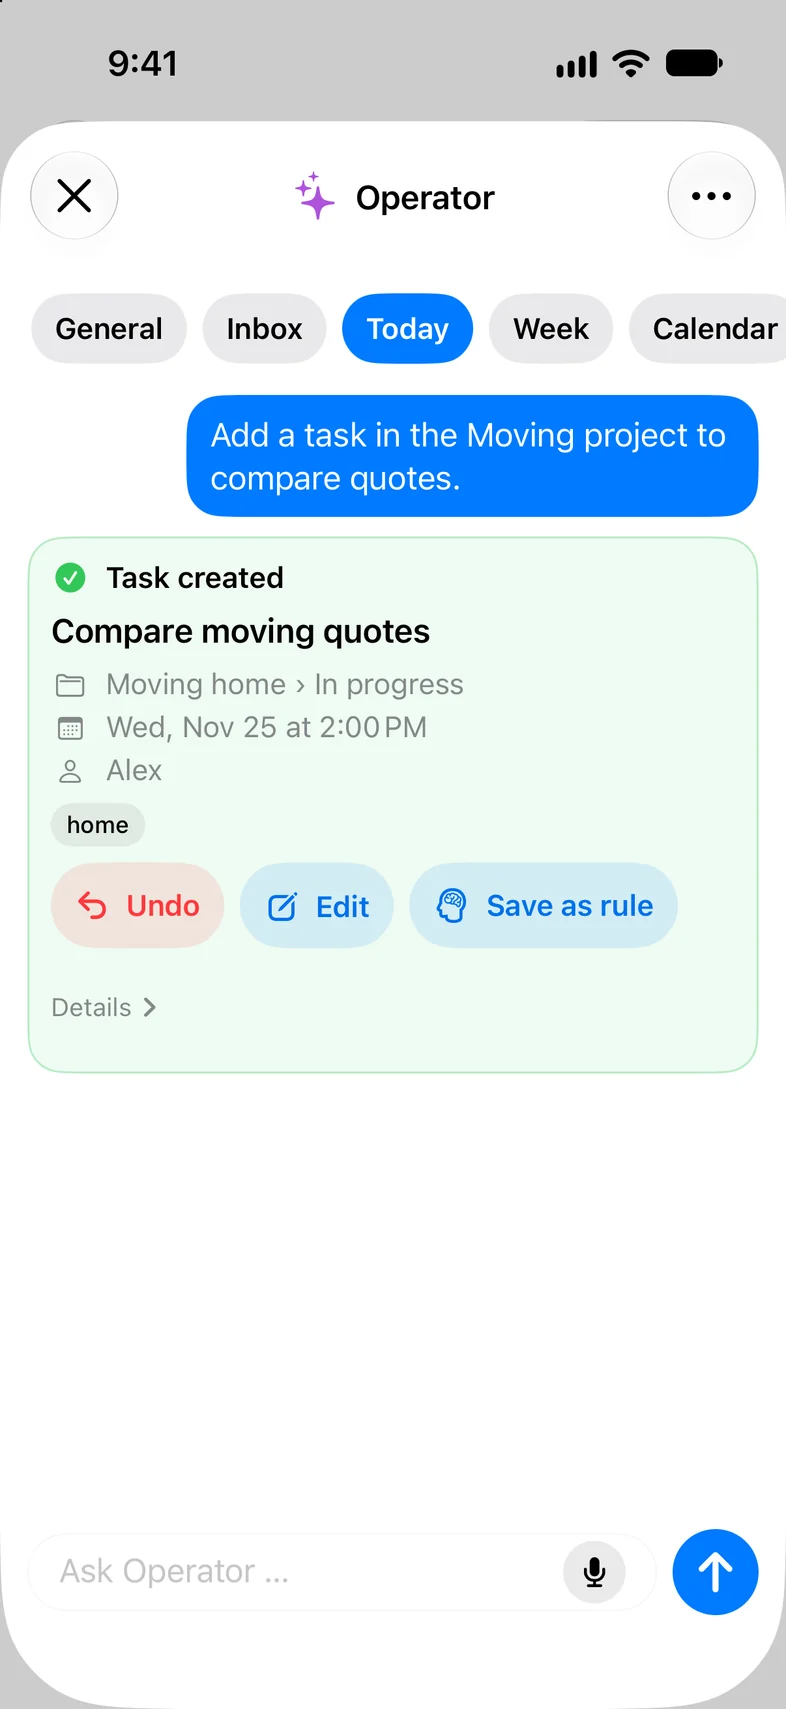 9:41
Operator
General Inbox Today Week Calendar
Add a task in the Moving project to
compare quotes.
Task created
Compare moving quotes
Moving home › In progress
Wed, Nov 25 at 2:00 PM
Alex
home
Undo Edit Save as rule
Details
Ask Operator ...